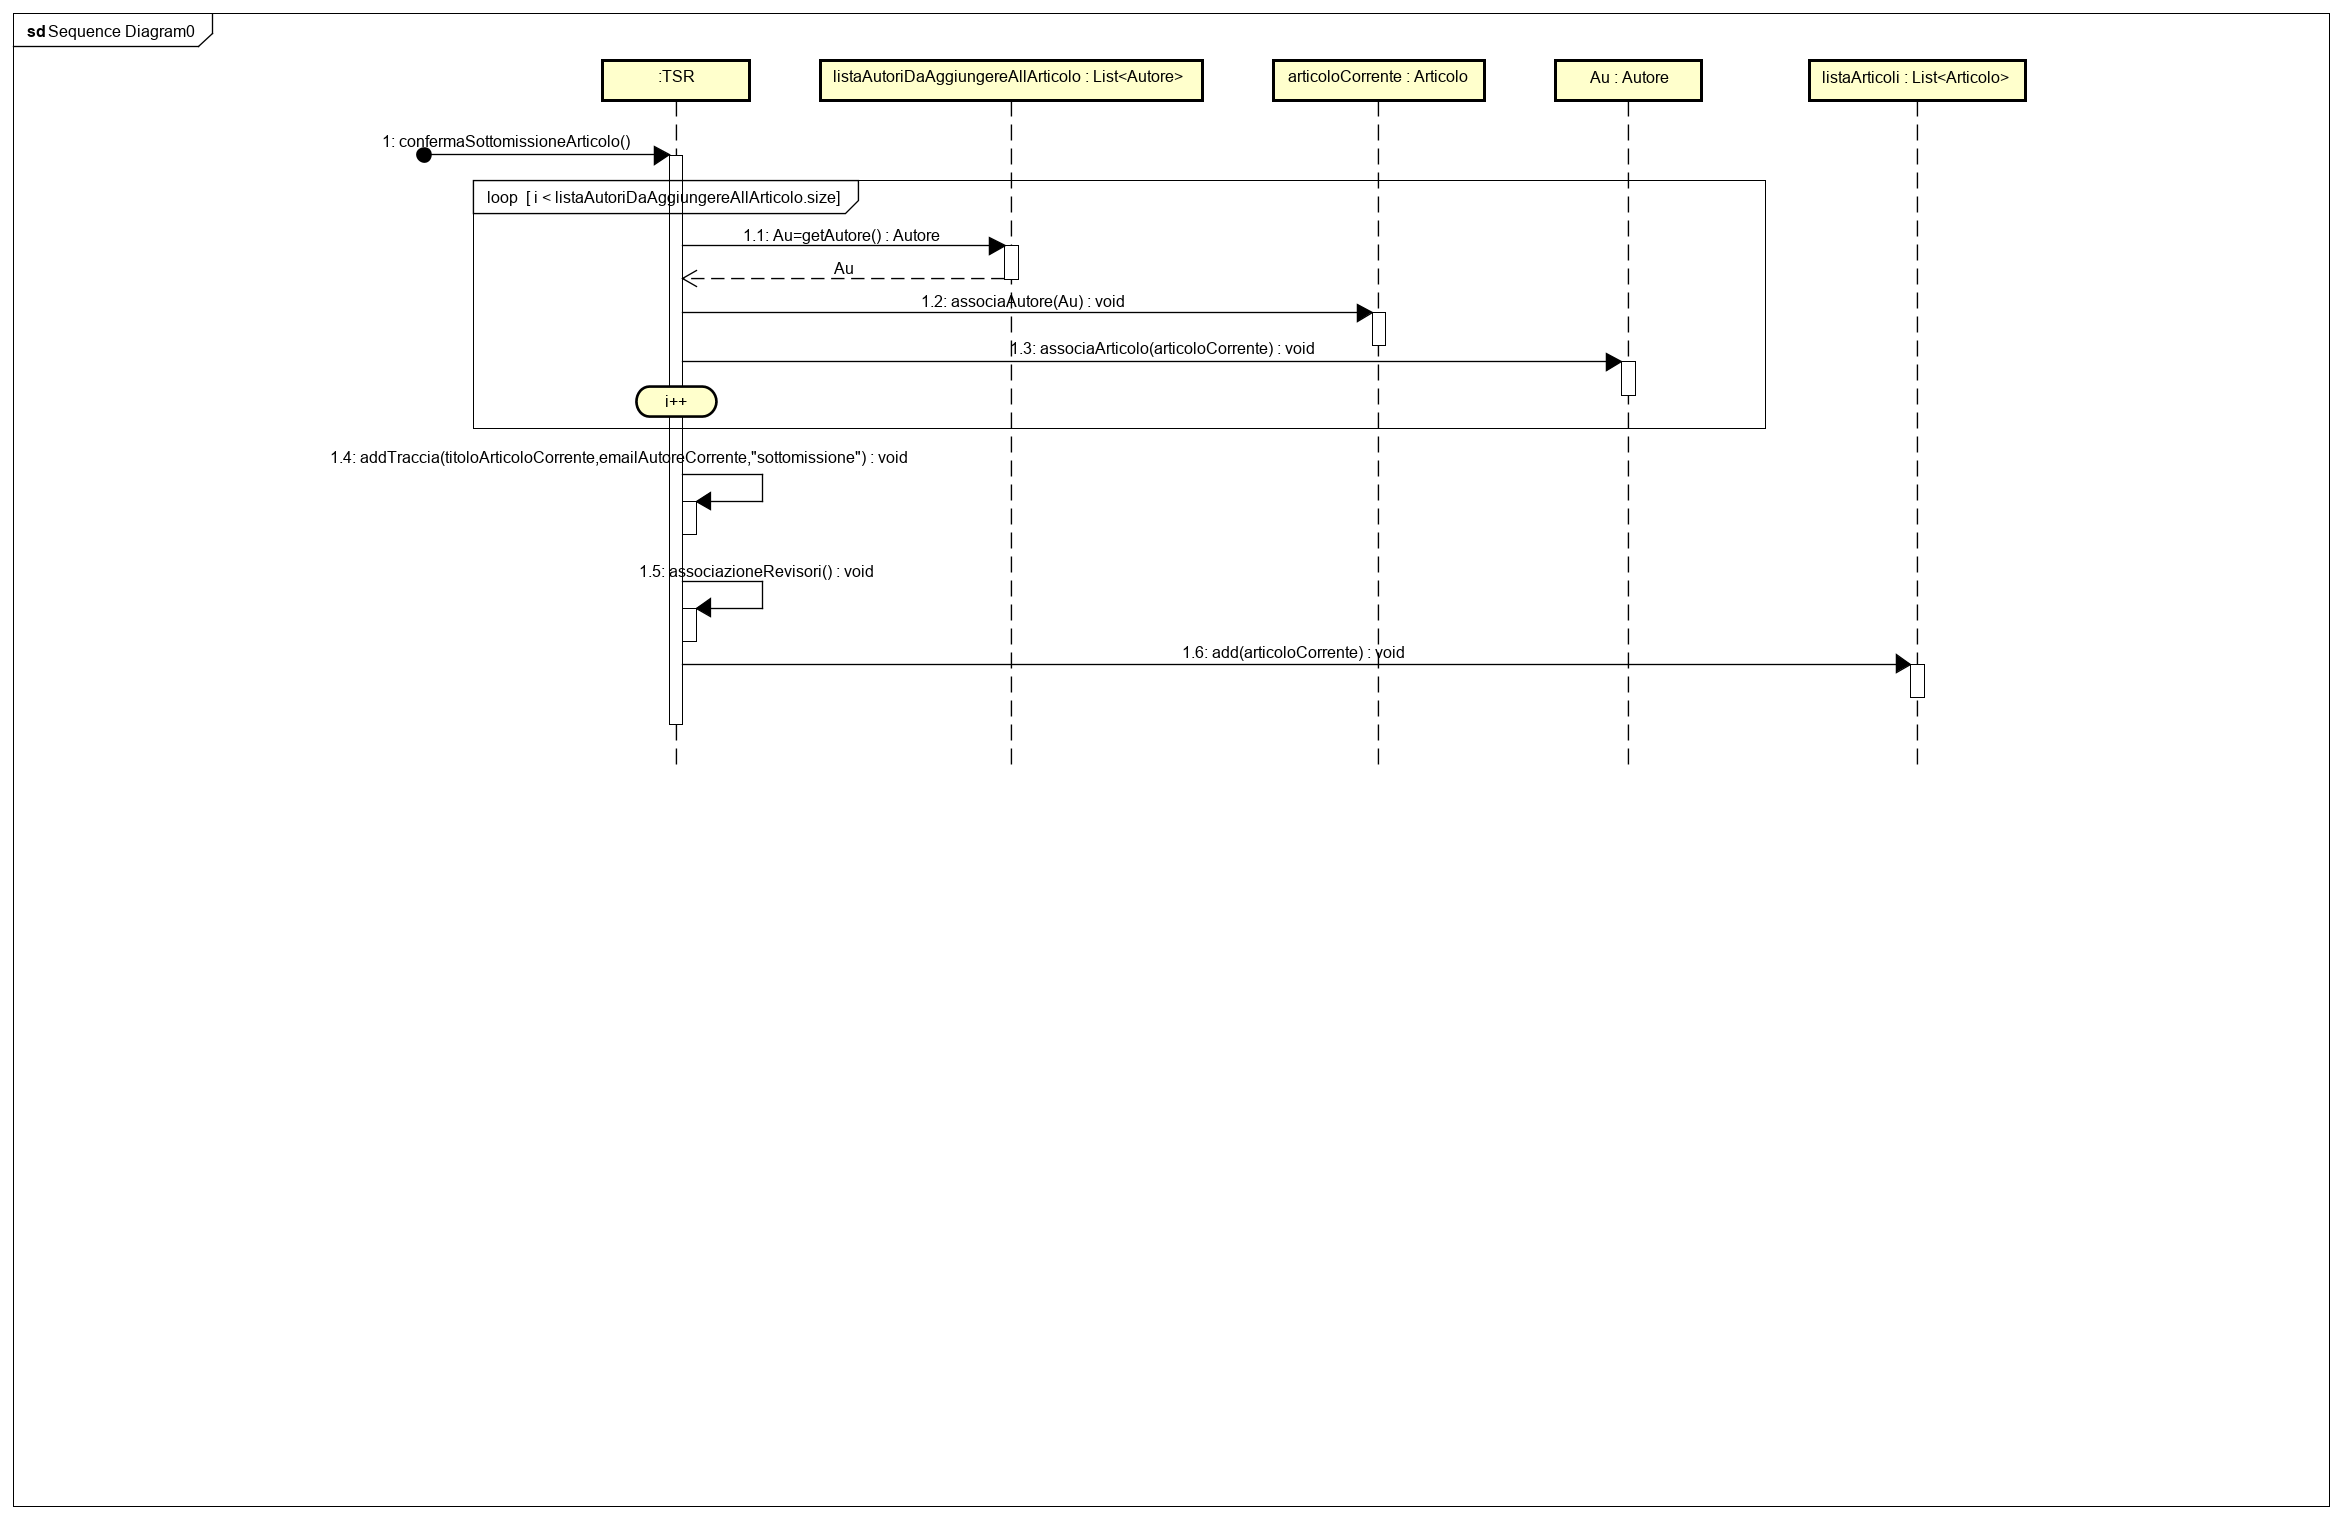 sd Sequence Diagram0
:TSR
listaAutoriDaAggiungereAllArticolo : List<Autore>
articoloCorrente : Articolo
Au : Autore
listaArticoli : List<Articolo>
1: confermaSottomissioneArticolo()
loop [ i < listaAutoriDaAggiungereAllArticolo.size]
1.1: Au=getAutore() : Autore
Au
1.2: associaAutore(Au) : void
1.3: associaArticolo(articoloCorrente) : void
i++
1.4: addTraccia(titoloArticoloCorrente,emailAutoreCorrente,"sottomissione") : void
1.5: associazioneRevisori() : void
1.6: add(articoloCorrente) : void